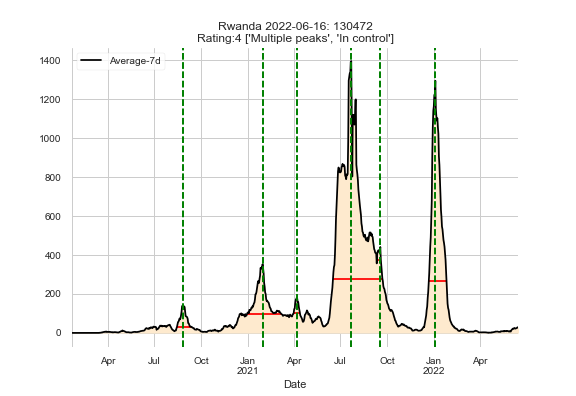 Rwanda 2022-06-16: 130472
Rating:4 ['Multiple peaks', 'In control']
Average-7d
1400
1200
1000
800
600
400
200
0
Apr Jul Oct Jan Apr Jul Oct Jan Apr
2021 2022
Date